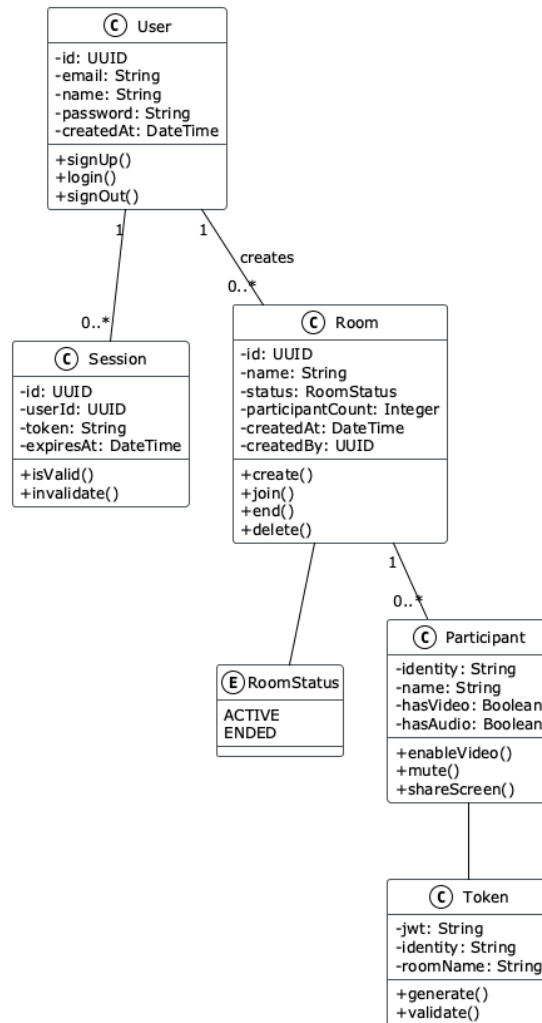 C User
-id: UUID
-email: String
-name: String
-password: String
-createdAt: DateTime
+signUp()
+login()
+signOut()
1
1
creates
0..*
0..*
C Session
-id: UUID
-userId: UUID
-token: String
-expiresAt: DateTime
+isValid()
+invalidate()
C Room
-id: UUID
-name: String
-status: RoomStatus
-participantCount: Integer
-createdAt: DateTime
-createdBy: UUID
+create()
+join()
+end()
+delete()
1
0..*
E RoomStatus
ACTIVE
ENDED
C Participant
-identity: String
-name: String
-hasVideo: Boolean
-hasAudio: Boolean
+enableVideo()
+mute()
+shareScreen()
C Token
-jwt: String
-identity: String
-roomName: String
+generate()
+validate()